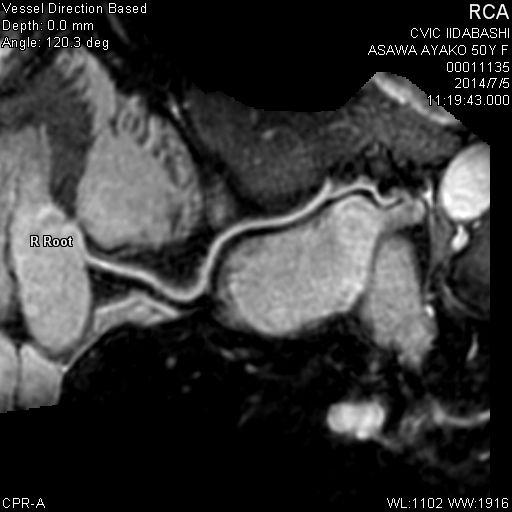 Vessel Direction Based
Depth: 0.0 mm
Angle: 120.3 deg
RCA
CVIC IIDABASHI
ASAWA AYAKO 50Y F
00011135
2014/7/5
11:19:43.000
R Root
CPR-A
WL:1102 WW:1916